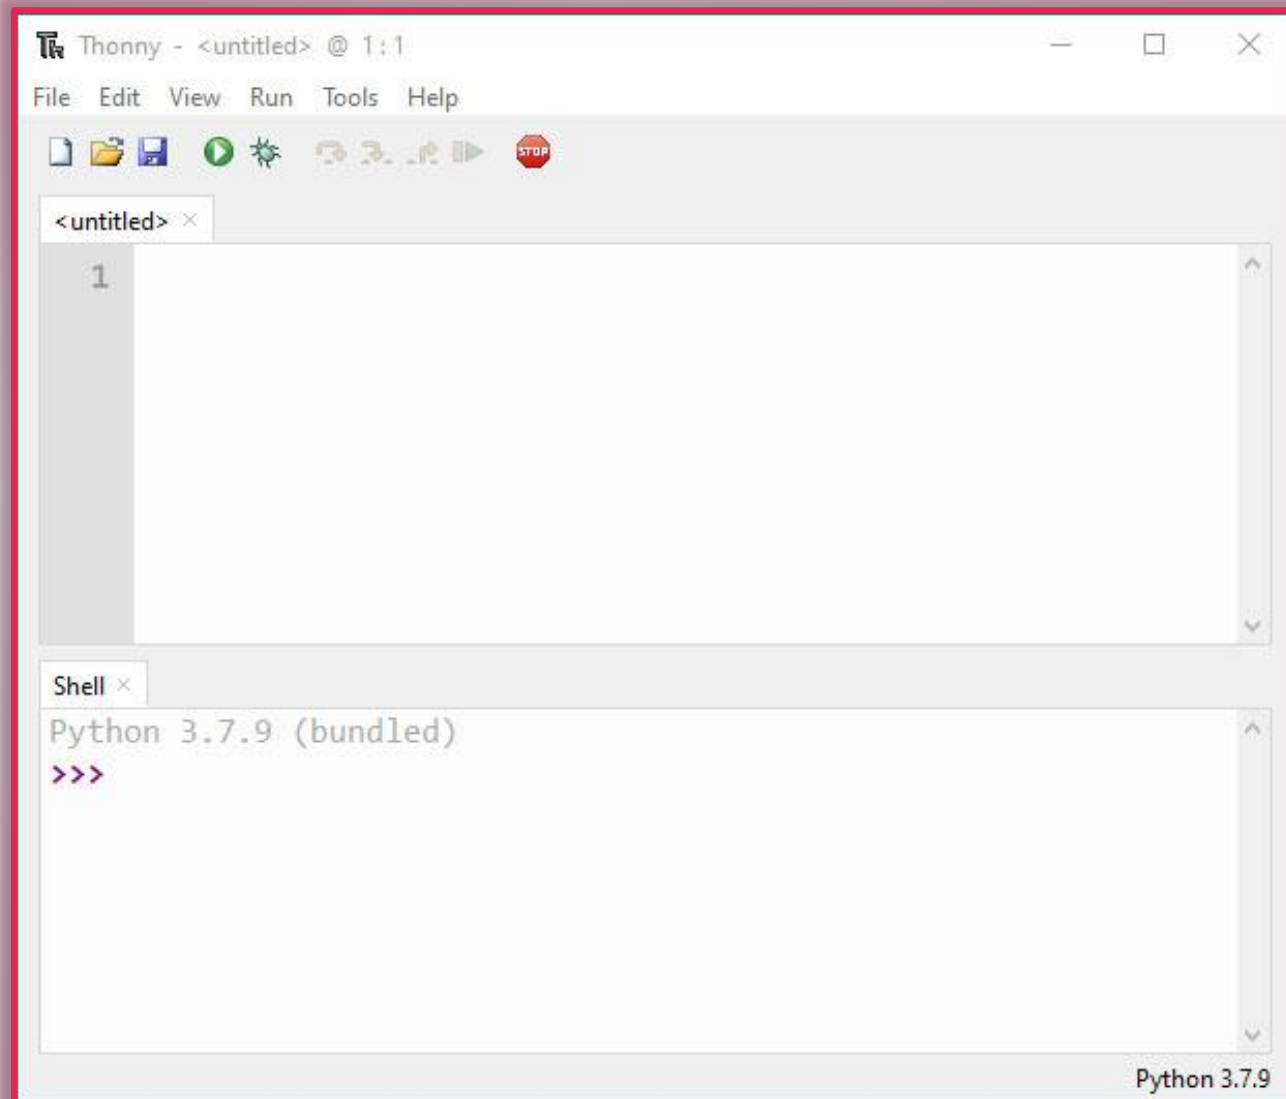 Th Thonny - <untitled> @ 1:1
File Edit View Run Tools Help
STOP
<untitled>
1
Shell
Python 3.7.9 (bundled)
>>>
Python 3.7.9